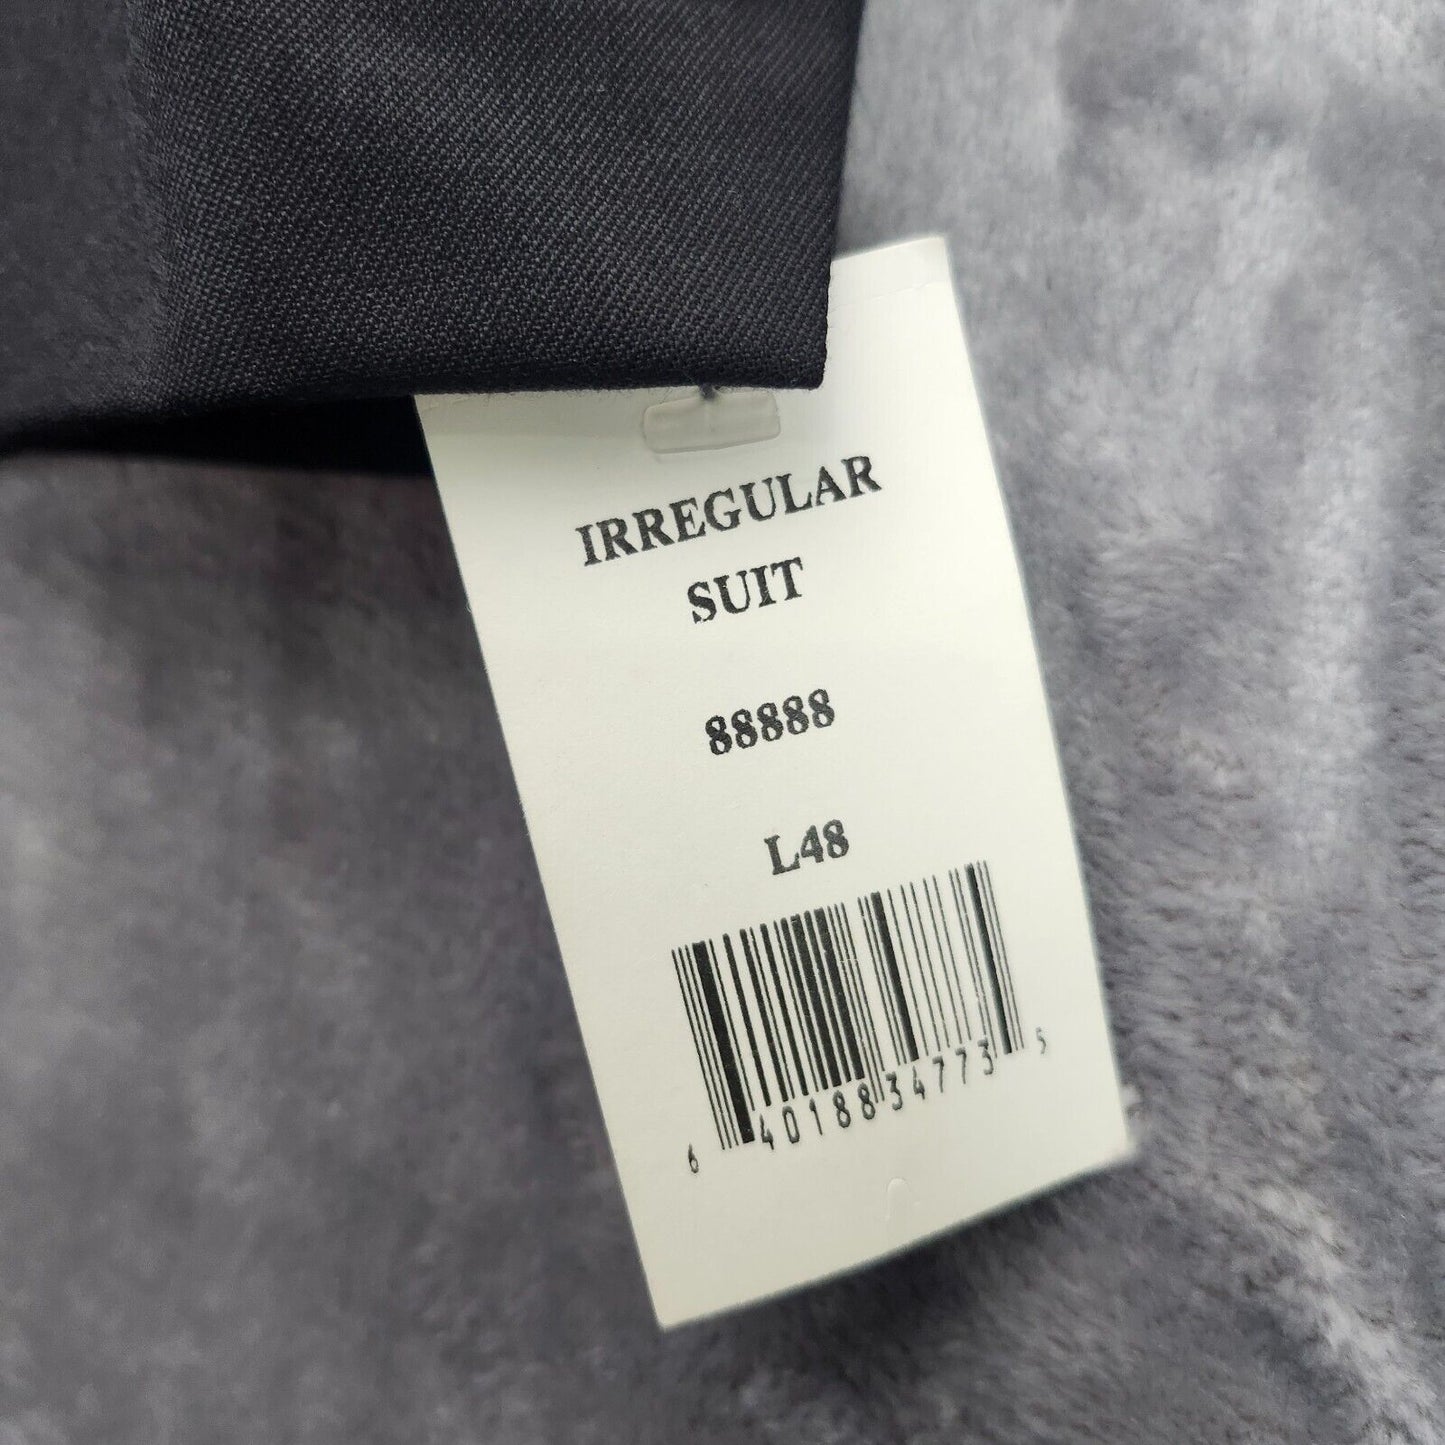 IRREGULAR
SUIT
88888
L48
6 40188 34773 5